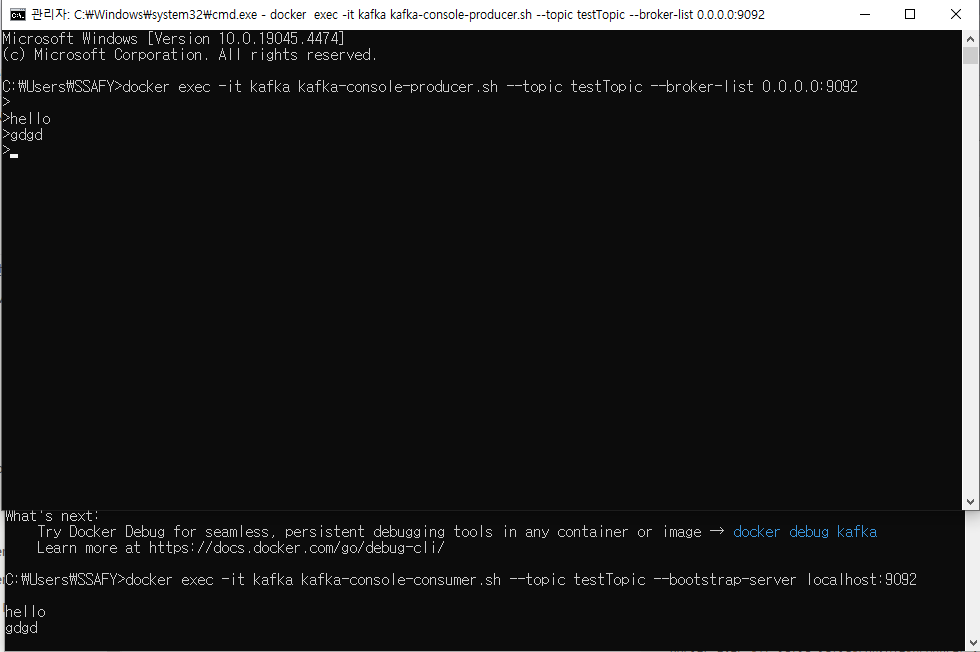 관리자: C:\Windows\system32\cmd.exe - docker  exec -it kafka kafka-console-producer.sh --topic testTopic --broker-list 0.0.0.0:9092
Microsoft Windows [Version 10.0.19045.4474]
(c) Microsoft Corporation. All rights reserved.
C:₩Users₩SSAFY>docker exec -it kafka kafka-console-producer.sh --topic testTopic --broker-list 0.0.0.0:9092
>
>hello
>gdgd
>
What's next:
Try Docker Debug for seamless, persistent debugging tools in any container or image → docker debug kafka
Learn more at https://docs.docker.com/go/debug-cli/
C:₩Users₩SSAFY>docker exec -it kafka kafka-console-consumer.sh --topic testTopic --bootstrap-server localhost:9092
hello
gdgd